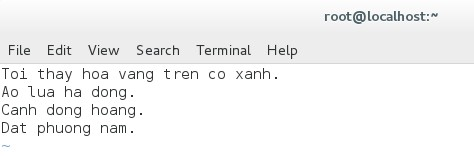 root@localhost:~
File Edit View Search Terminal Help
Toi thay hoa vang tren co xanh.
Ao lua ha dong.
Canh dong hoang.
Dat phuong nam.
~